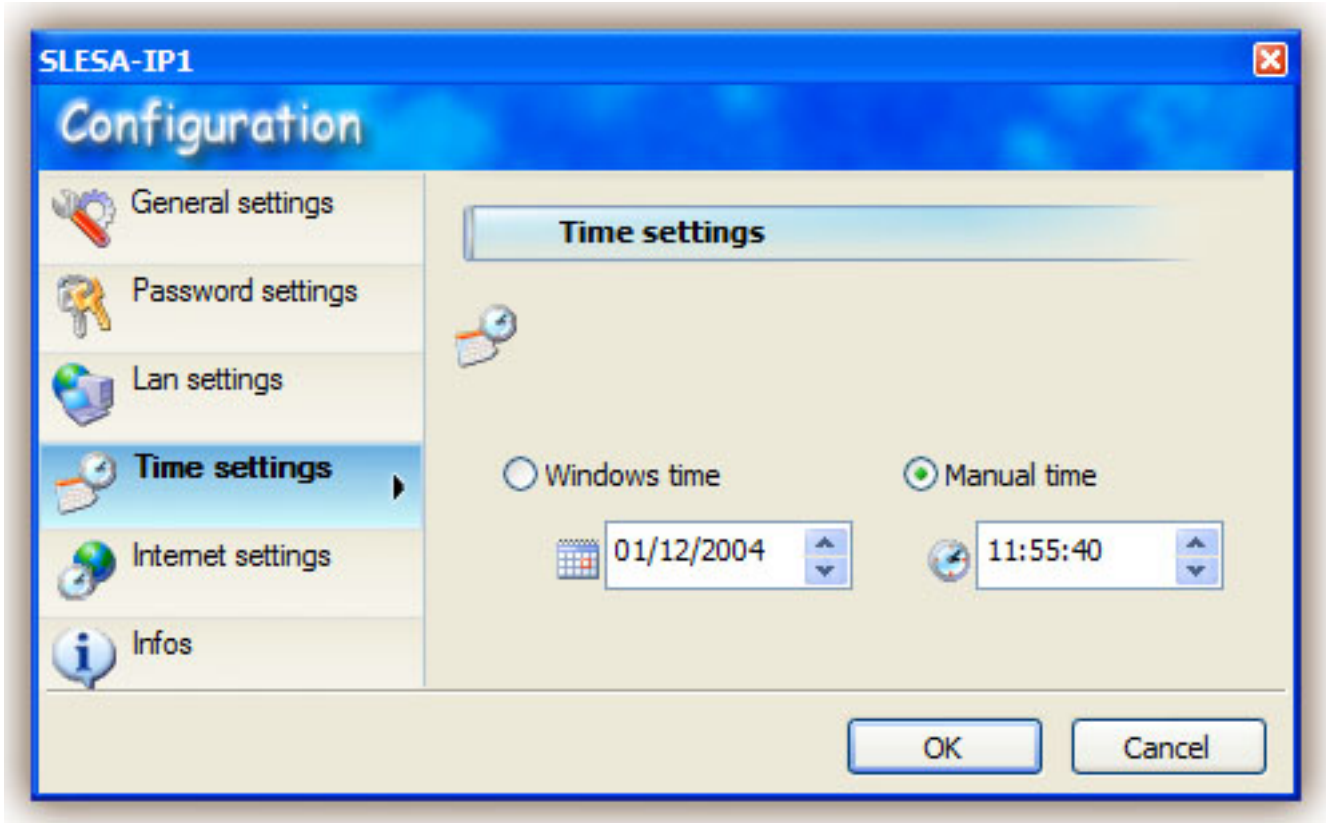 SLESA-IP1
Configuration
General settings
Password settings
Lan settings
Time settings
Internet settings
Infos
Time settings
Windows time
Manual time
01/12/2004
11:55:40
OK
Cancel